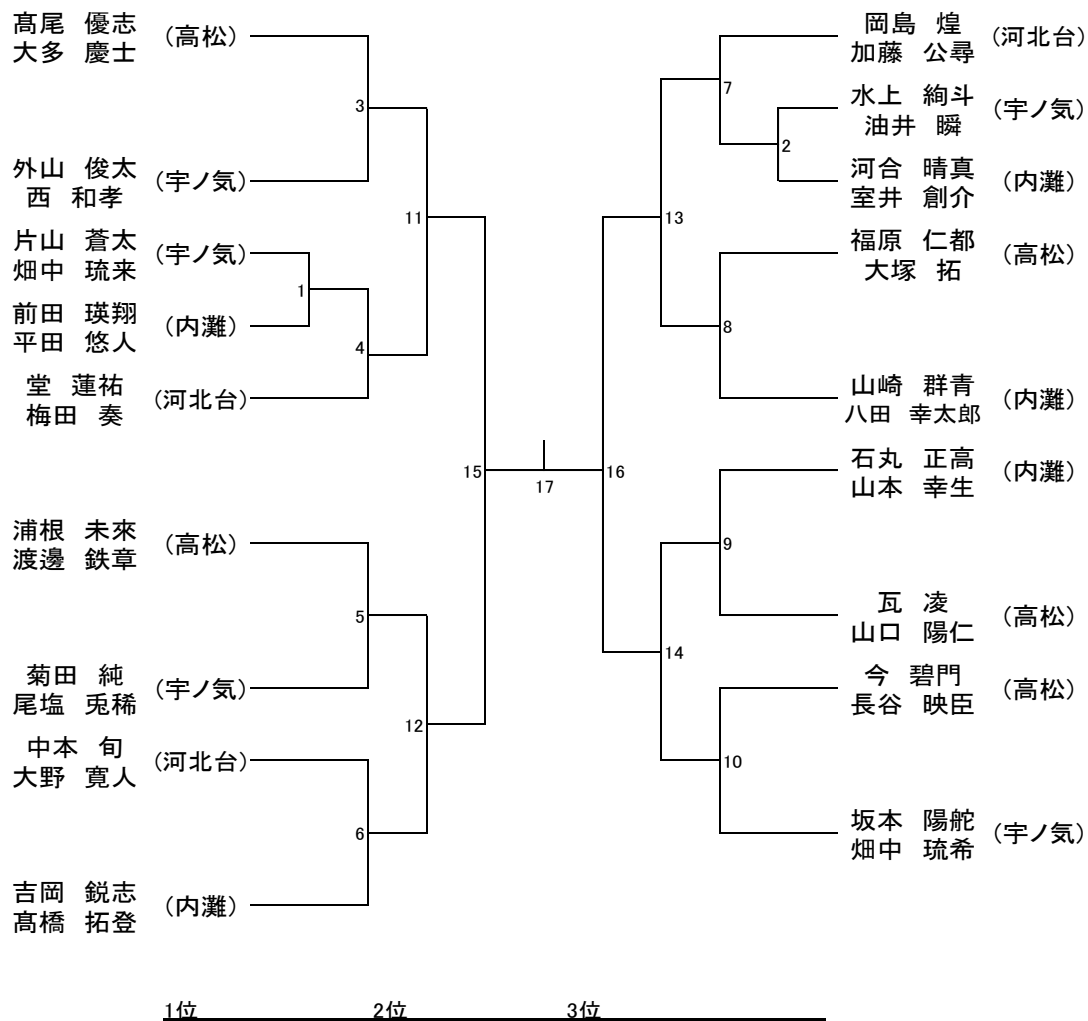 髙尾 優志
大多 慶士
(高松)
3
外山 俊太
西 和孝
(宇ノ気)
11
片山 蒼太
畑中 琉来
(宇ノ気)
1
前田 瑛翔
平田 悠人
(内灘)
4
堂 蓮祐
梅田 奏
(河北台)
15
浦根 未來
渡邊 鉄章
(高松)
5
菊田 純
尾塩 兎稀
(宇ノ気)
12
中本 旬
大野 寛人
(河北台)
6
吉岡 鋭志
髙橋 拓登
(内灘)
17
岡島 煌
加藤 公尋
(河北台)
7
水上 絢斗
油井 瞬
(宇ノ気)
2
河合 晴真
室井 創介
(内灘)
13
福原 仁都
大塚 拓
(高松)
8
山崎 群青
八田 幸太郎
(内灘)
16
石丸 正高
山本 幸生
(内灘)
9
瓦 凌
山口 陽仁
(高松)
14
今 碧門
長谷 映臣
(高松)
10
坂本 陽舵
畑中 琉希
(宇ノ気)
1位 2位 3位